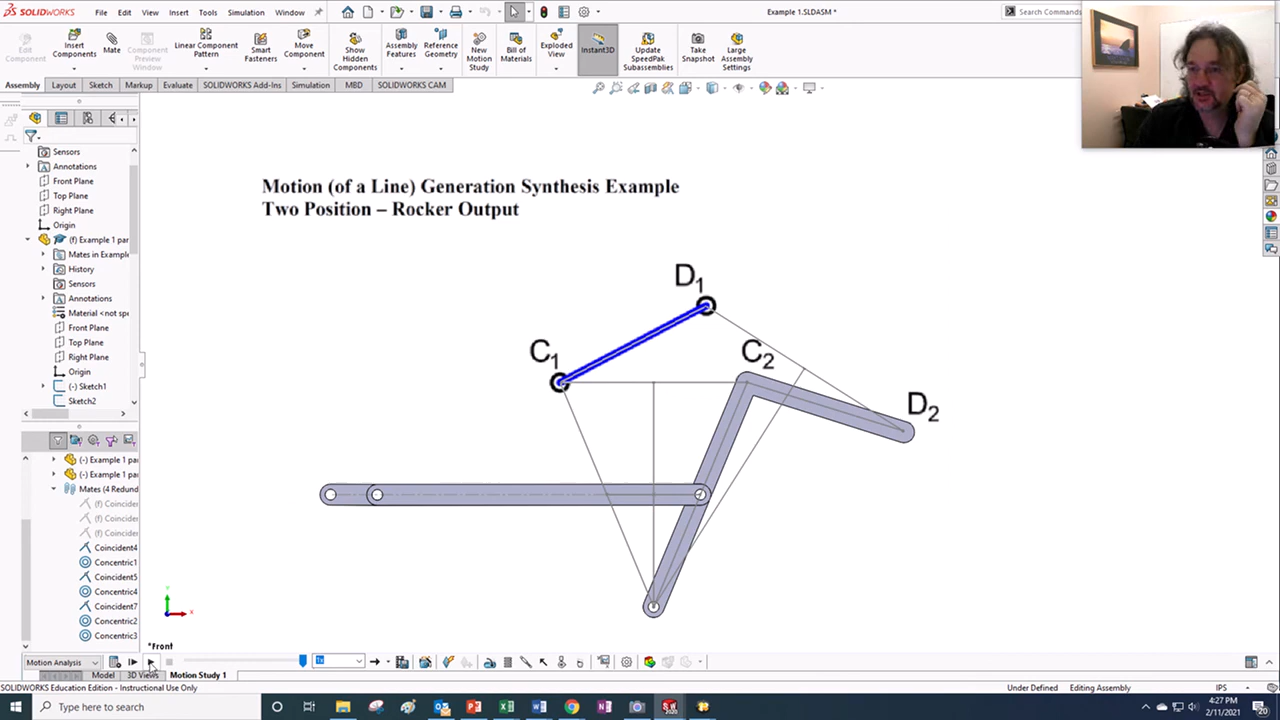 SOLIDWORKS
File Edit View Insert Tools Simulation Window
Example 1.SLDASM *
Search Commands
Edit Component
Insert Components
Mate
Component Preview Window
Linear Component Pattern
Smart Fasteners
Move Component
Show Hidden Components
Assembly Features
Reference Geometry
New Motion Study
Bill of Materials
Exploded View
Instant3D
Update SpeedPak Subassemblies
Take Snapshot
Large Assembly Settings
Assembly Layout Sketch Markup Evaluate SOLIDWORKS Add-Ins Simulation MBD SOLIDWORKS CAM
Sensors
Annotations
Front Plane
Top Plane
Right Plane
Origin
(f) Example 1 par
Mates in Example
History
Sensors
Annotations
Material <not spe
Front Plane
Top Plane
Right Plane
Origin
(-) Sketch1
Sketch2
(-) Example 1 pa
(-) Example 1 pa
Mates (4 Redund
(f) Coinciden
(f) Coinciden
(f) Coinciden
Coincident4
Concentric1
Coincident5
Concentric4
Coincident7
Concentric2
Concentric3
Motion (of a Line) Generation Synthesis Example
Two Position – Rocker Output
D1
C1
C2
D2
*Front
Motion Analysis
Model 3D Views Motion Study 1
SOLIDWORKS Education Edition - Instructional Use Only
Under Defined Editing Assembly IPS
Type here to search
4:27 PM
2/11/2021
20